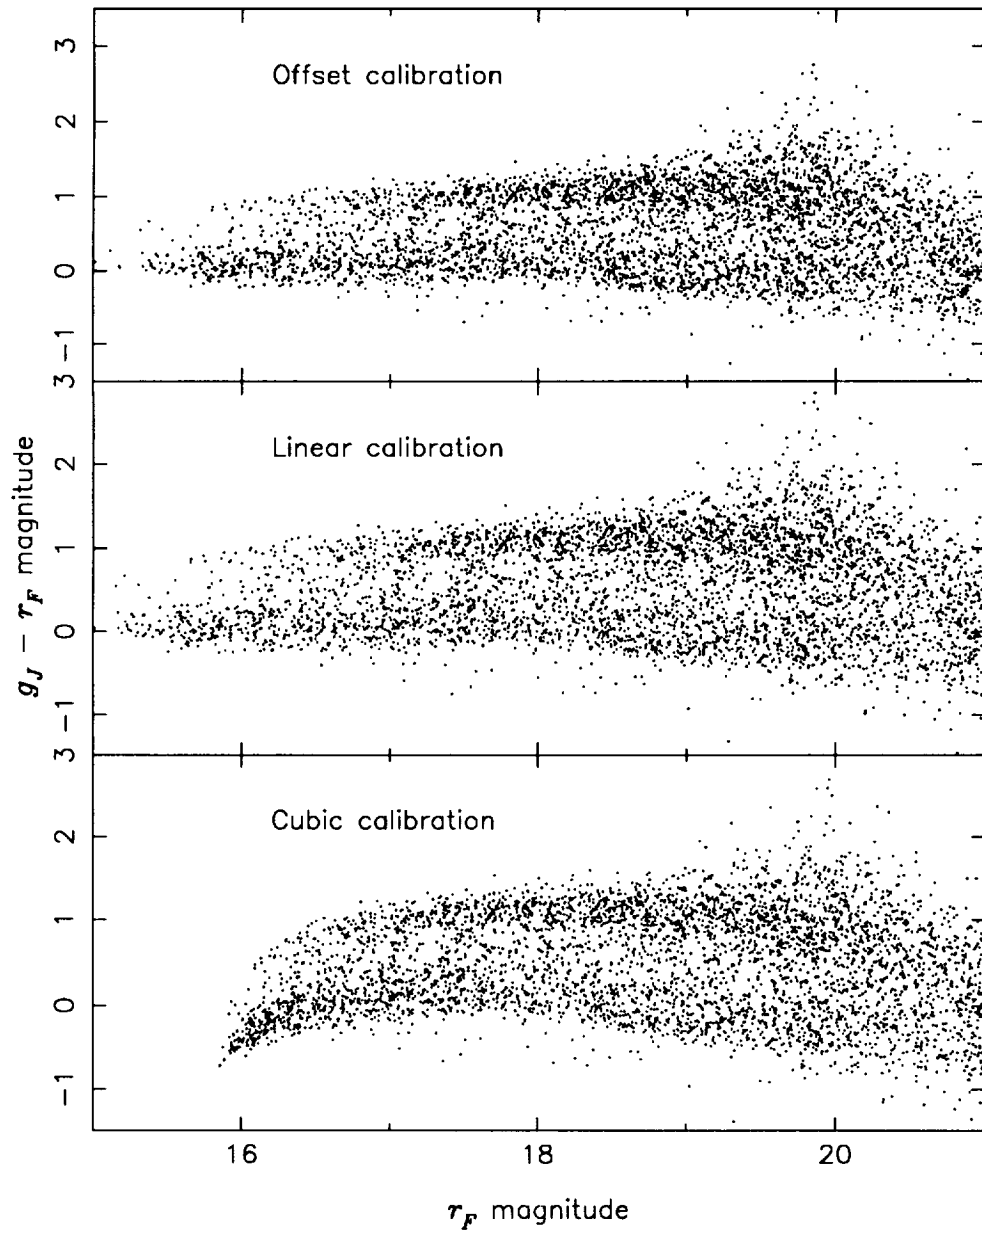 3
2
1
0
−1
Offset calibration
3
2
1
0
−1
Linear calibration
3
2
1
0
−1
Cubic calibration
g_J − r_F magnitude
16 18 20
r_F magnitude